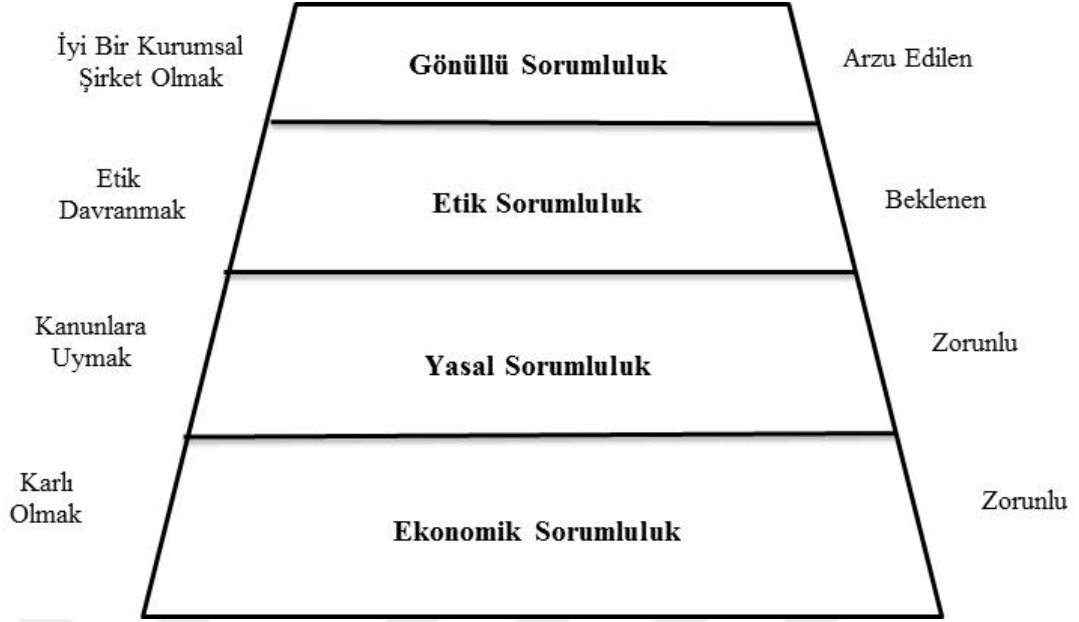 İyi Bir Kurumsal
Şirket Olmak
Gönüllü Sorumluluk
Arzu Edilen
Etik
Davranmak
Etik Sorumluluk
Beklenen
Kanunlara
Uymak
Yasal Sorumluluk
Zorunlu
Karlı
Olmak
Ekonomik Sorumluluk
Zorunlu